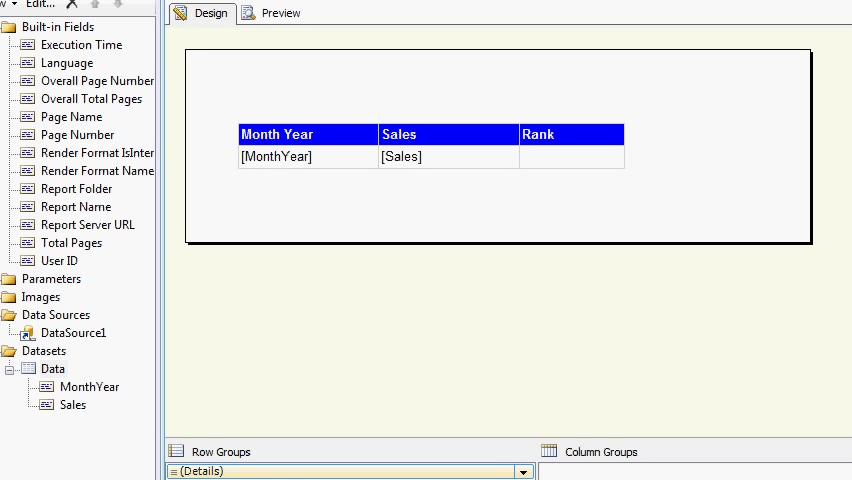 Edit...
Built-in Fields
Execution Time
Language
Overall Page Number
Overall Total Pages
Page Name
Page Number
Render Format IsInter
Render Format Name
Report Folder
Report Name
Report Server URL
Total Pages
User ID
Parameters
Images
Data Sources
DataSource1
Datasets
Data
MonthYear
Sales
Design Preview
Month Year Sales Rank
[MonthYear] [Sales]
Row Groups Column Groups
(Details)